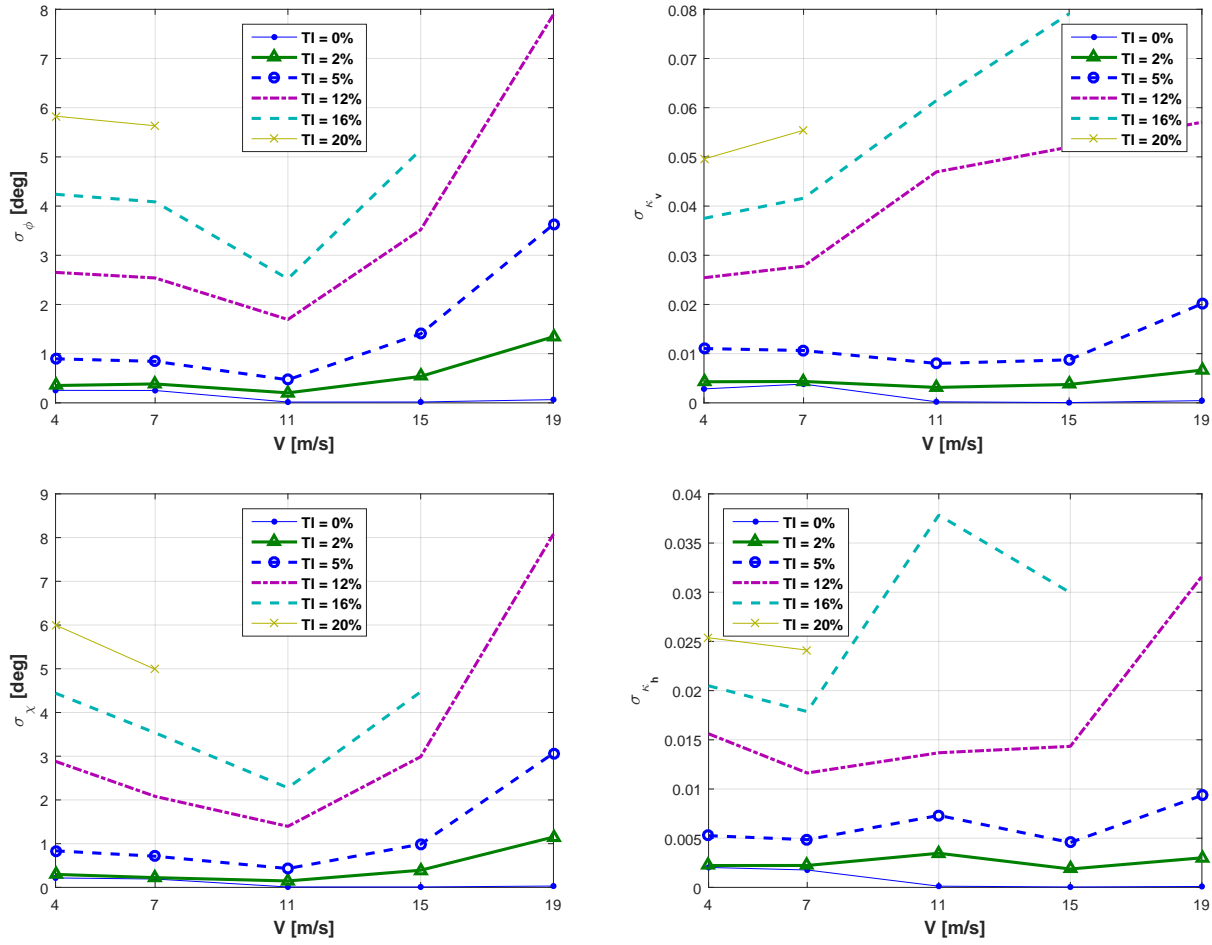 σ φ [deg]
8
7
6
5
4
3
2
1
0
4 7 11 15 19
V [m/s]
TI = 0%
TI = 2%
TI = 5%
TI = 12%
TI = 16%
TI = 20%
σ κ v
0.08
0.07
0.06
0.05
0.04
0.03
0.02
0.01
0
4 7 11 15 19
V [m/s]
TI = 0%
TI = 2%
TI = 5%
TI = 12%
TI = 16%
TI = 20%
σ χ [deg]
9
8
7
6
5
4
3
2
1
0
4 7 11 15 19
V [m/s]
TI = 0%
TI = 2%
TI = 5%
TI = 12%
TI = 16%
TI = 20%
σ κ h
0.04
0.035
0.03
0.025
0.02
0.015
0.01
0.005
0
4 7 11 15 19
V [m/s]
TI = 0%
TI = 2%
TI = 5%
TI = 12%
TI = 16%
TI = 20%